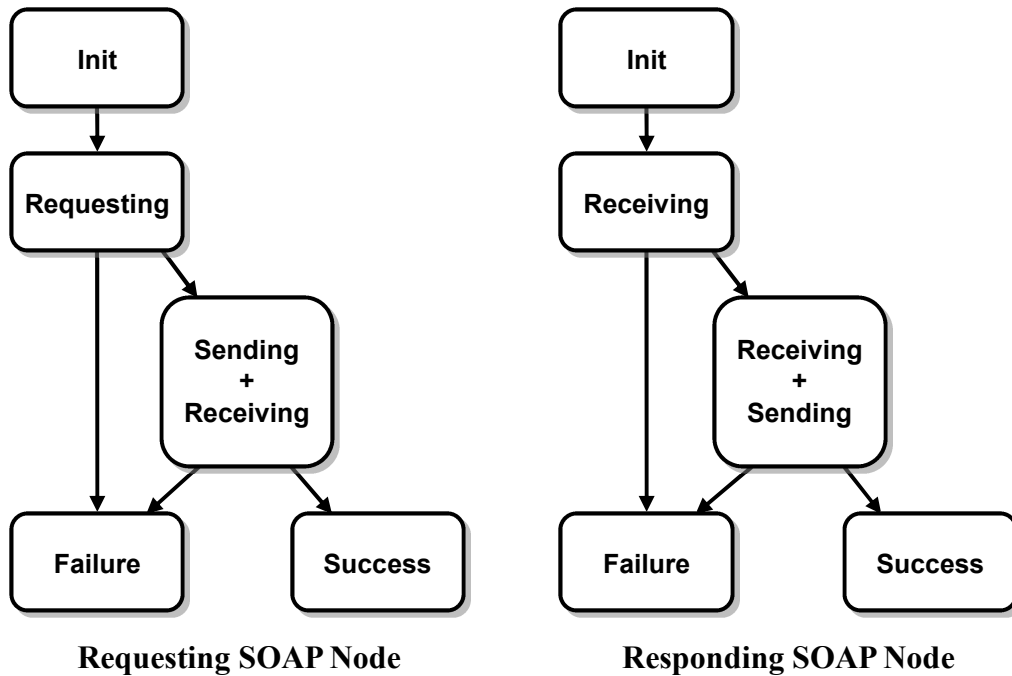 Init
Requesting
Sending
+
Receiving
Failure
Success
Requesting SOAP Node
Init
Receiving
Receiving
+
Sending
Failure
Success
Responding SOAP Node